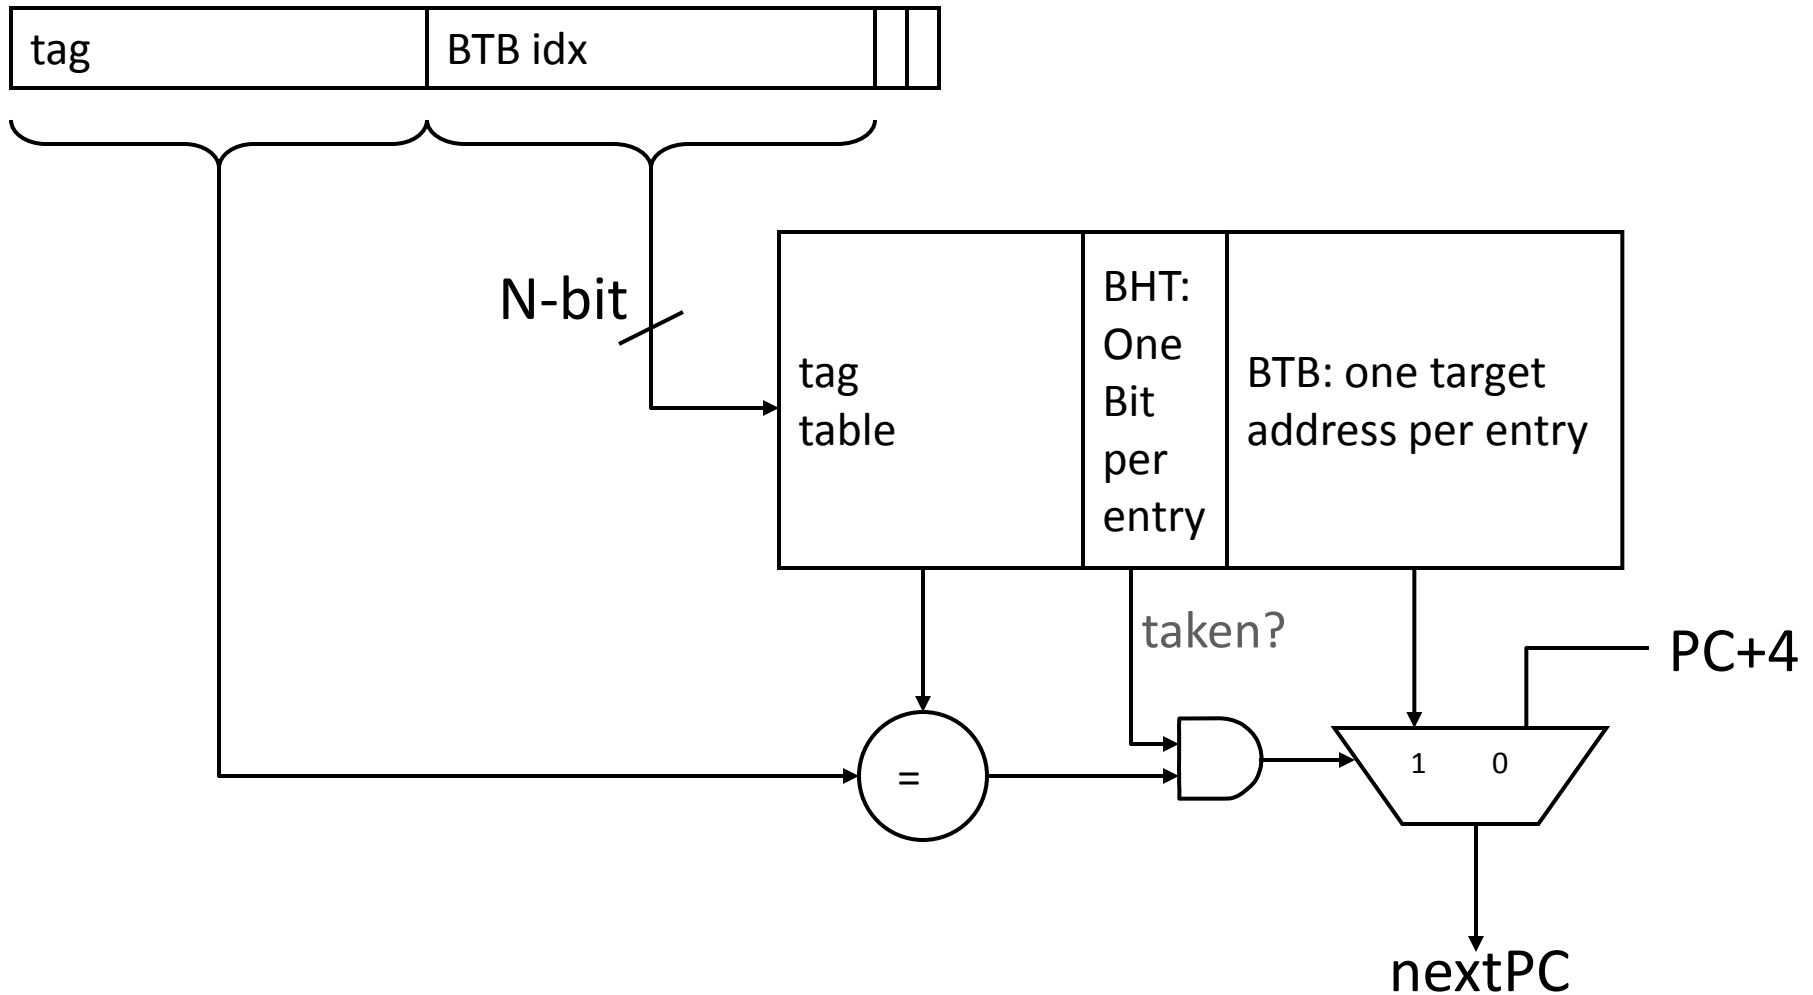 tag
BTB idx
N-bit
tag
table
BHT:
One
Bit
per
entry
BTB: one target
address per entry
taken?
PC+4
=
1 0
nextPC